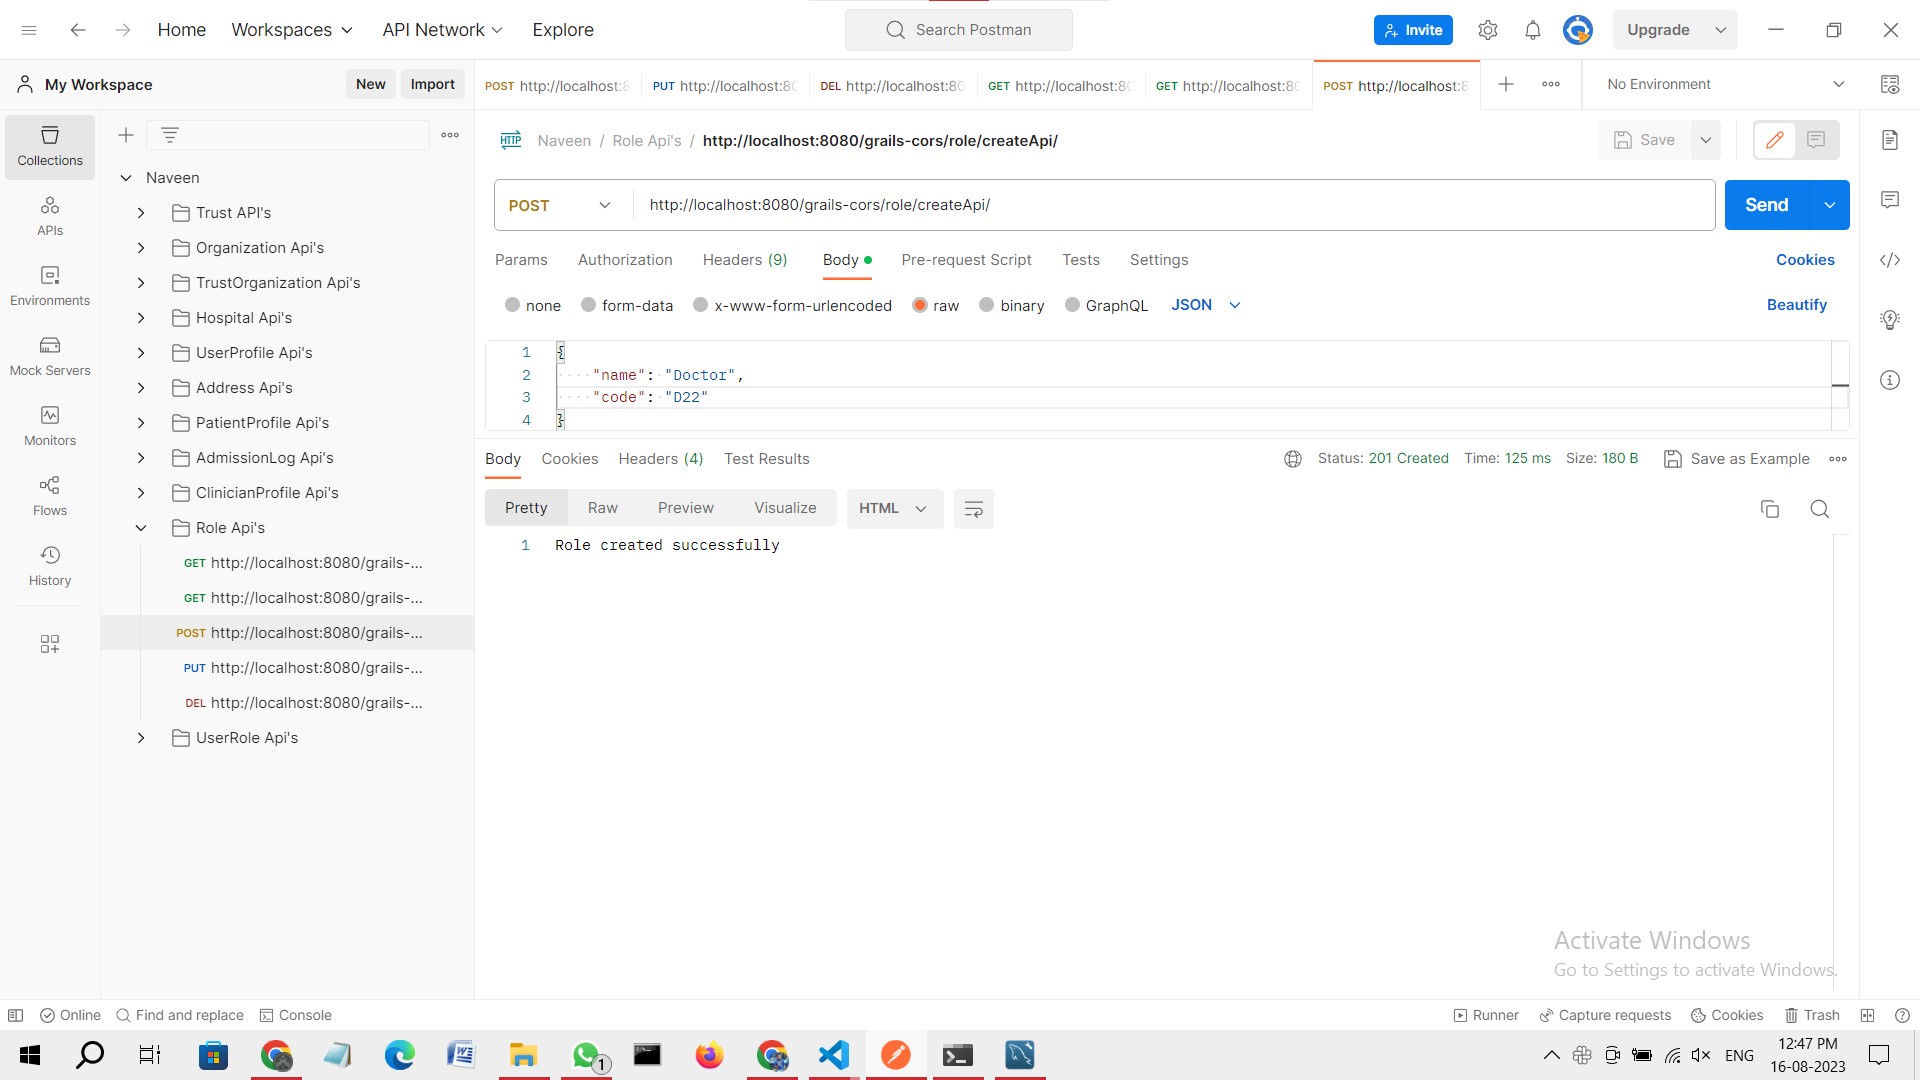 Home Workspaces API Network Explore Search Postman Invite Upgrade
My Workspace New Import
POST http://localhost:8 PUT http://localhost:80 DEL http://localhost:80 GET http://localhost:80 GET http://localhost:80 POST http://localhost:8 No Environment
Collections
APIs
Environments
Mock Servers
Monitors
Flows
History
Naveen
Trust API's
Organization Api's
TrustOrganization Api's
Hospital Api's
UserProfile Api's
Address Api's
PatientProfile Api's
AdmissionLog Api's
ClinicianProfile Api's
Role Api's
GET http://localhost:8080/grails-...
GET http://localhost:8080/grails-...
POST http://localhost:8080/grails-...
PUT http://localhost:8080/grails-...
DEL http://localhost:8080/grails-...
UserRole Api's
HTTP Naveen / Role Api's / http://localhost:8080/grails-cors/role/createApi/ Save
POST http://localhost:8080/grails-cors/role/createApi/ Send
Params Authorization Headers (9) Body Pre-request Script Tests Settings Cookies
none form-data x-www-form-urlencoded raw binary GraphQL JSON Beautify
1 {
2 "name": "Doctor",
3 "code": "D22"
4 }
Body Cookies Headers (4) Test Results Status: 201 Created Time: 125 ms Size: 180 B Save as Example
Pretty Raw Preview Visualize HTML
1 Role created successfully
Activate Windows
Go to Settings to activate Windows.
Online Find and replace Console Runner Capture requests Cookies Trash
1 ENG 12:47 PM
16-08-2023